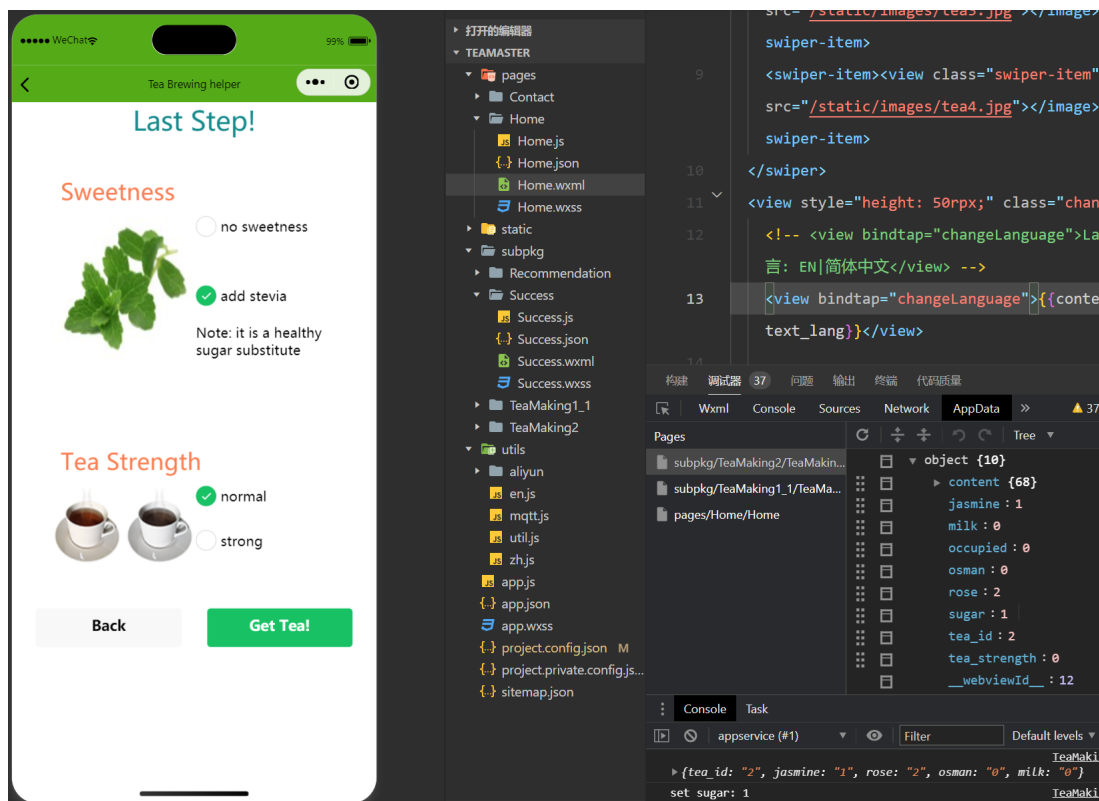 ●●●●● WeChat
99%
Tea Brewing helper
Last Step!
Sweetness
no sweetness
add stevia
Note: it is a healthy
sugar substitute
Tea Strength
normal
strong
Back
Get Tea!
打开的编辑器
TEAMASTER
pages
Contact
Home
Home.js
Home.json
Home.wxml
Home.wxss
static
subpkg
Recommendation
Success
Success.js
Success.json
Success.wxml
Success.wxss
TeaMaking1_1
TeaMaking2
utils
aliyun
en.js
mqtt.js
util.js
zh.js
app.js
app.json
app.wxss
project.config.json M
project.private.config.js...
sitemap.json
src="/static/images/tea3.jpg"></image>
swiper-item>
9 <swiper-item><view class="swiper-item"
src="/static/images/tea4.jpg"></image>
swiper-item>
10 </swiper>
11 <view style="height: 50rpx;" class="chan
12 <!-- <view bindtap="changeLanguage">La
言: EN|简体中文</view> -->
13 <view bindtap="changeLanguage">{{conte
text_lang}}</view>
14
构建 调试器 37 问题 输出 终端 代码质量
Wxml Console Sources Network AppData » 37
Pages
Tree
subpkg/TeaMaking2/TeaMakin...
subpkg/TeaMaking1_1/TeaMa...
pages/Home/Home
object {10}
content {68}
jasmine : 1
milk : 0
occupied : 0
osman : 0
rose : 2
sugar : 1
tea_id : 2
tea_strength : 0
__webviewId__ : 12
Console Task
appservice (#1) Filter Default levels
TeaMaki
{tea_id: "2", jasmine: "1", rose: "2", osman: "0", milk: "0"}
set sugar: 1 TeaMaki